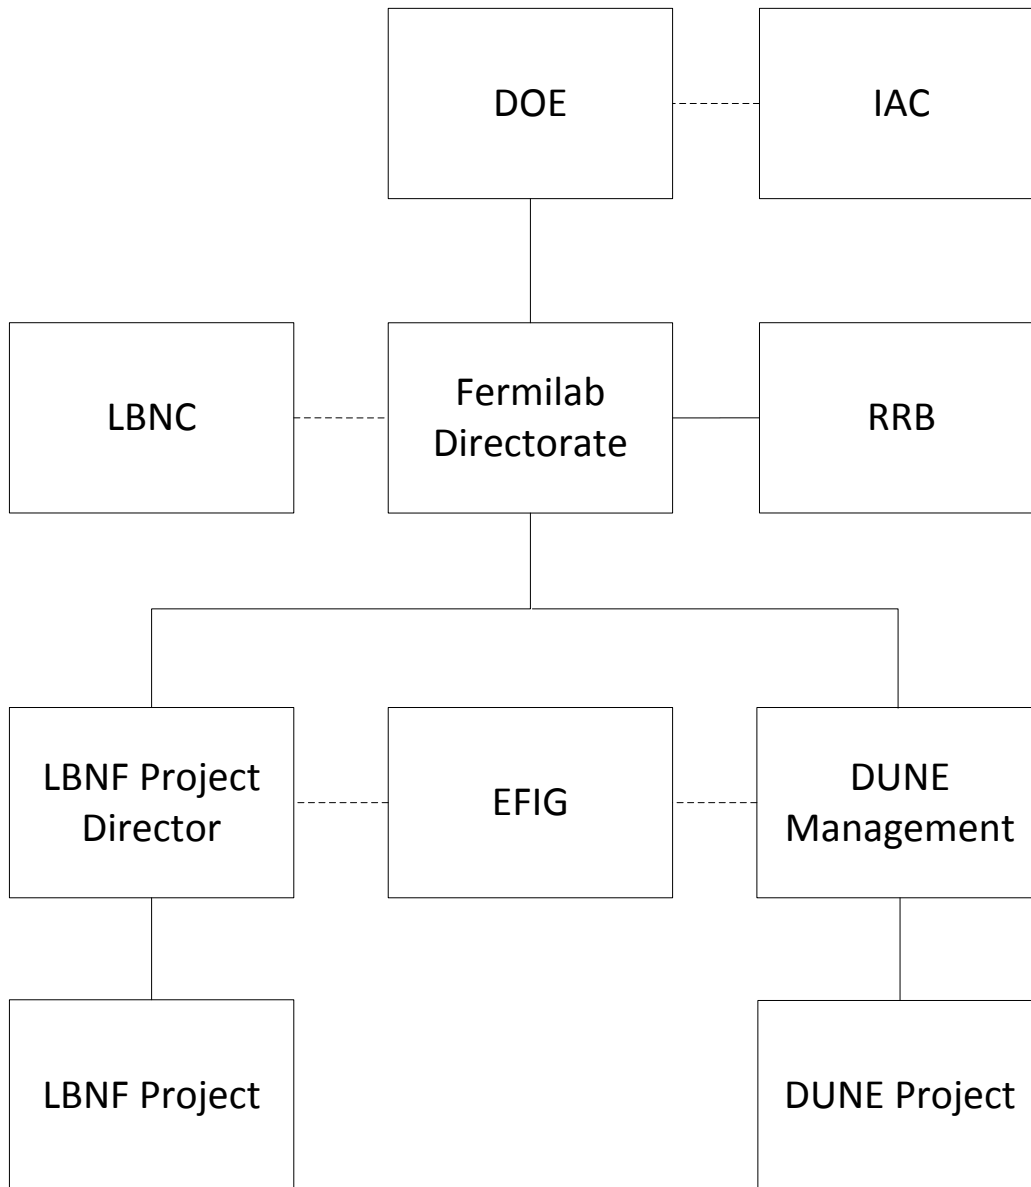 DOE
IAC
LBNC
Fermilab
Directorate
RRB
LBNF Project
Director
EFIG
DUNE
Management
LBNF Project
DUNE Project